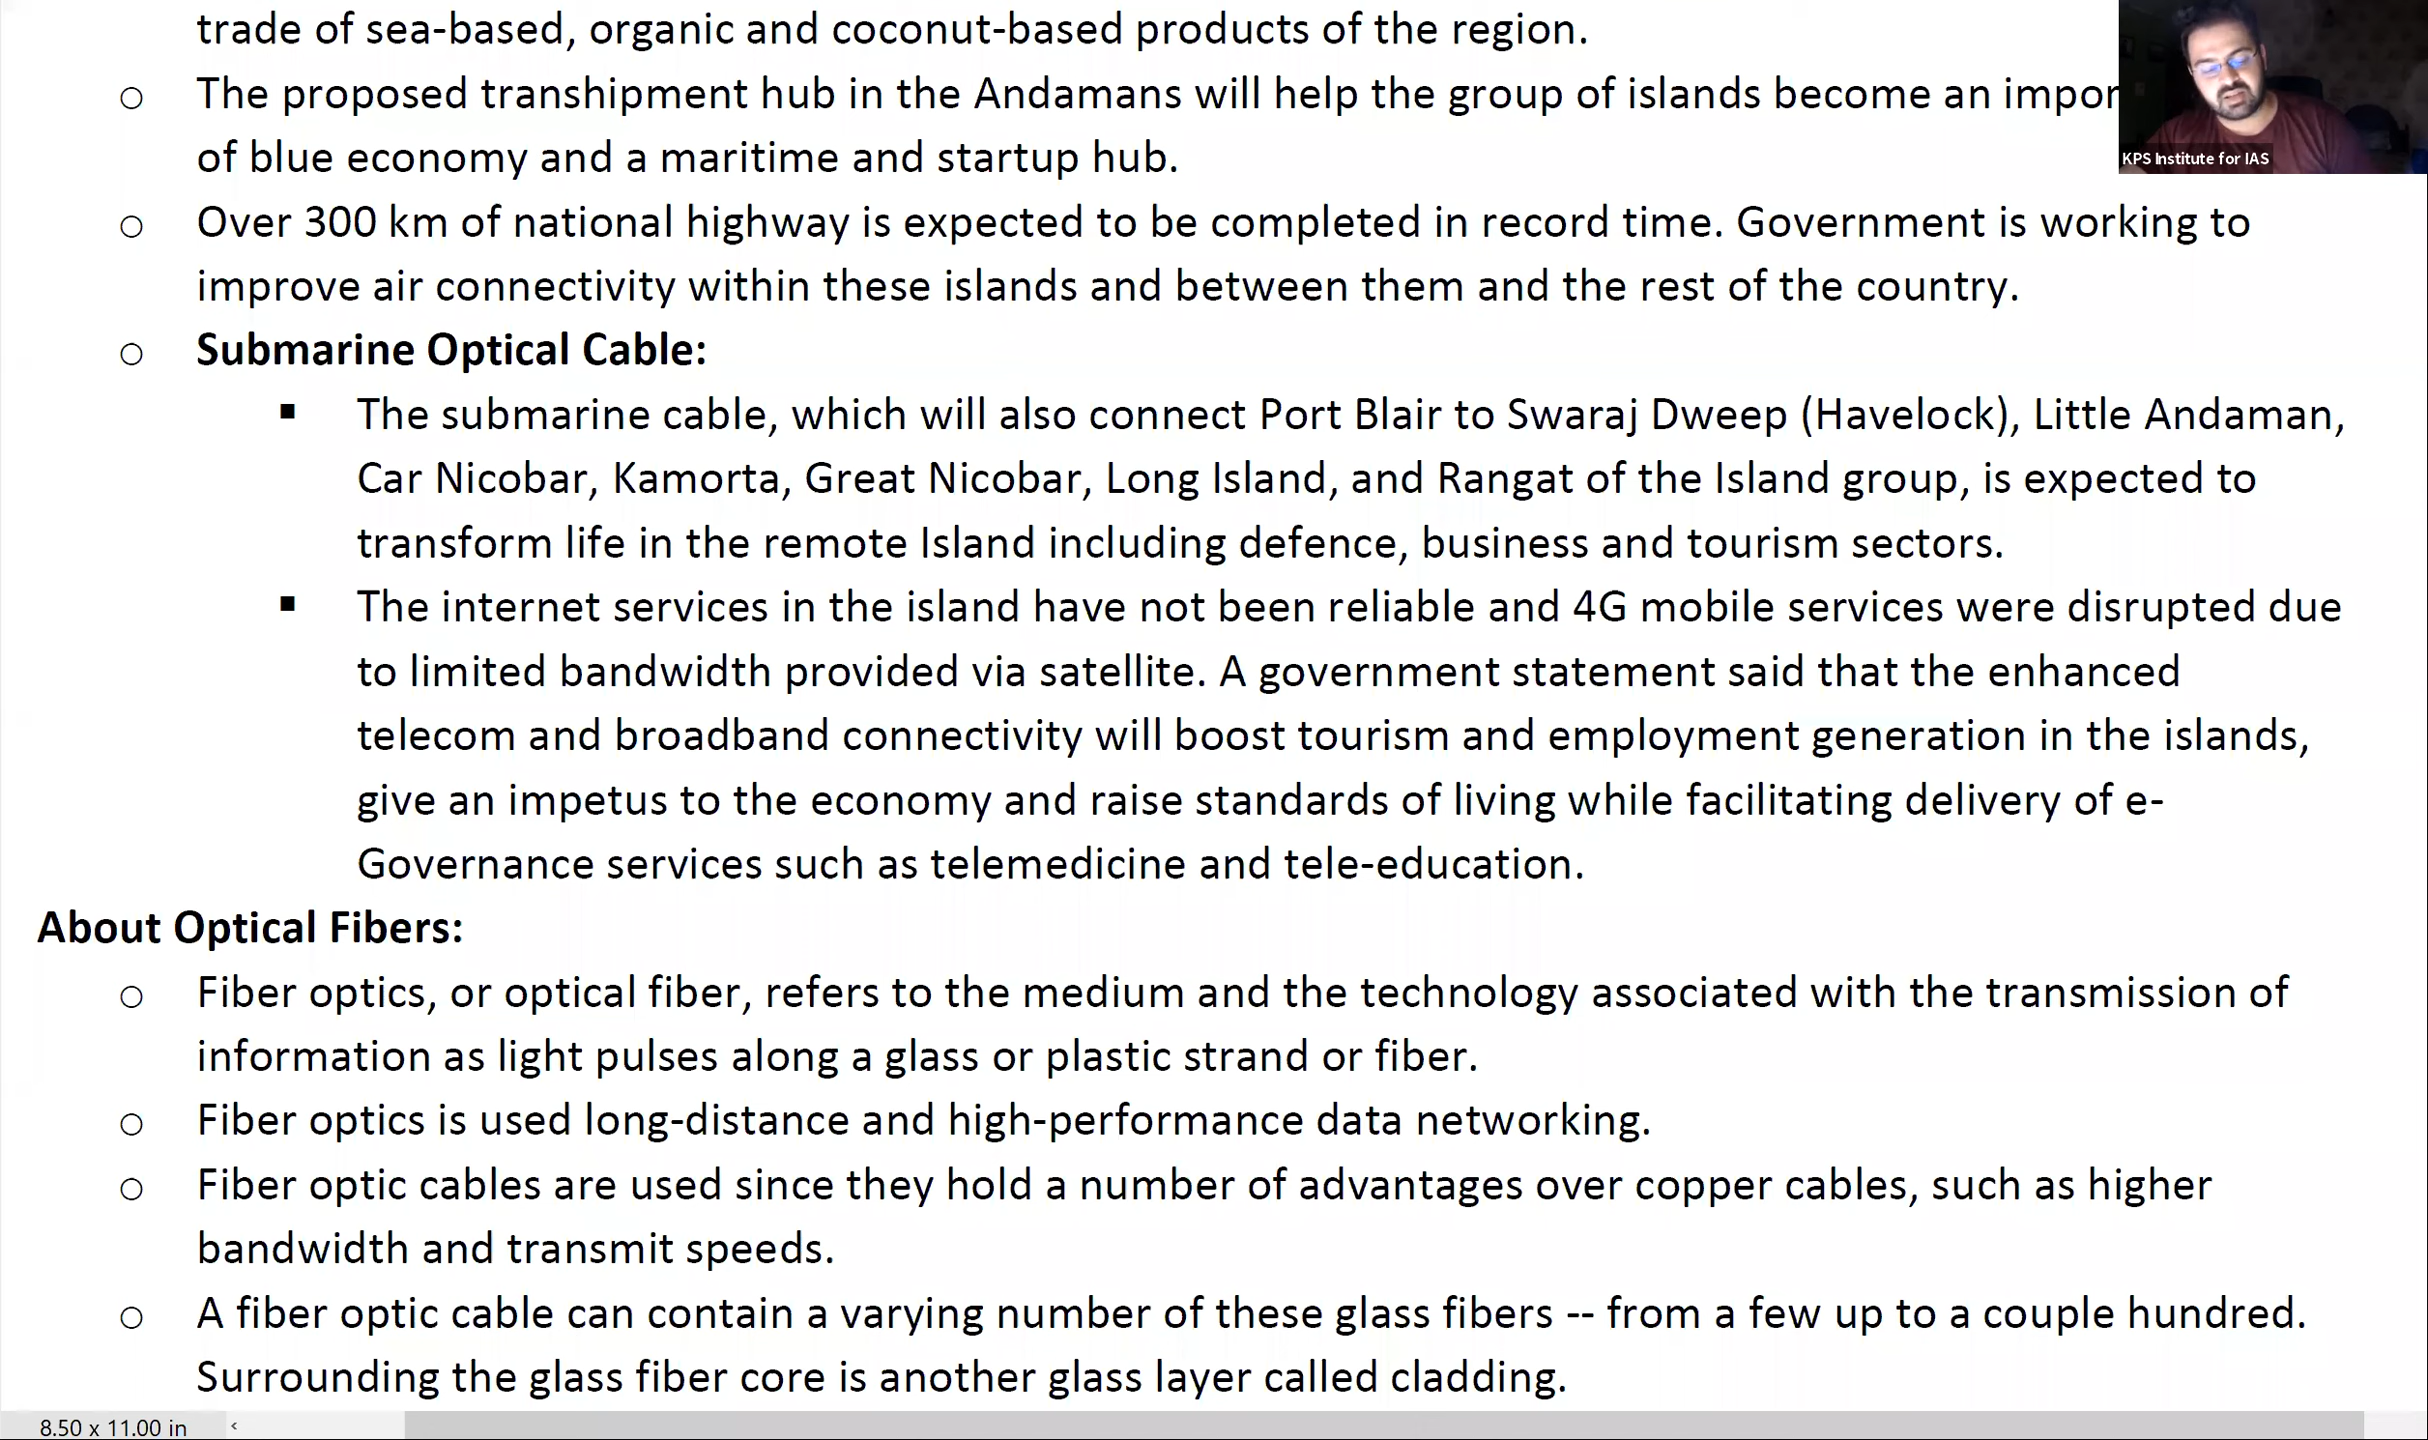 trade of sea-based, organic and coconut-based products of the region.
The proposed transhipment hub in the Andamans will help the group of islands become an
of blue economy and a maritime and startup hub.
Over 300 km of national highway is expected to be completed in record time. Government is working to
improve air connectivity within these islands and between them and the rest of the country.
Submarine Optical Cable:
The submarine cable, which will also connect Port Blair to Swaraj Dweep (Havelock), Little Andaman,
Car Nicobar, Kamorta, Great Nicobar, Long Island, and Rangat of the Island group, is expected to
transform life in the remote Island including defence, business and tourism sectors.
The internet services in the island have not been reliable and 4G mobile services were disrupted due
to limited bandwidth provided via satellite. A government statement said that the enhanced
telecom and broadband connectivity will boost tourism and employment generation in the islands,
give an impetus to the economy and raise standards of living while facilitating delivery of e-
Governance services such as telemedicine and tele-education.
About Optical Fibers:
Fiber optics, or optical fiber, refers to the medium and the technology associated with the transmission of
information as light pulses along a glass or plastic strand or fiber.
Fiber optics is used long-distance and high-performance data networking.
Fiber optic cables are used since they hold a number of advantages over copper cables, such as higher
bandwidth and transmit speeds.
A fiber optic cable can contain a varying number of these glass fibers -- from a few up to a couple hundred.
Surrounding the glass fiber core is another glass layer called cladding.
8.50 x 11.00 in
KPS Institute for IAS